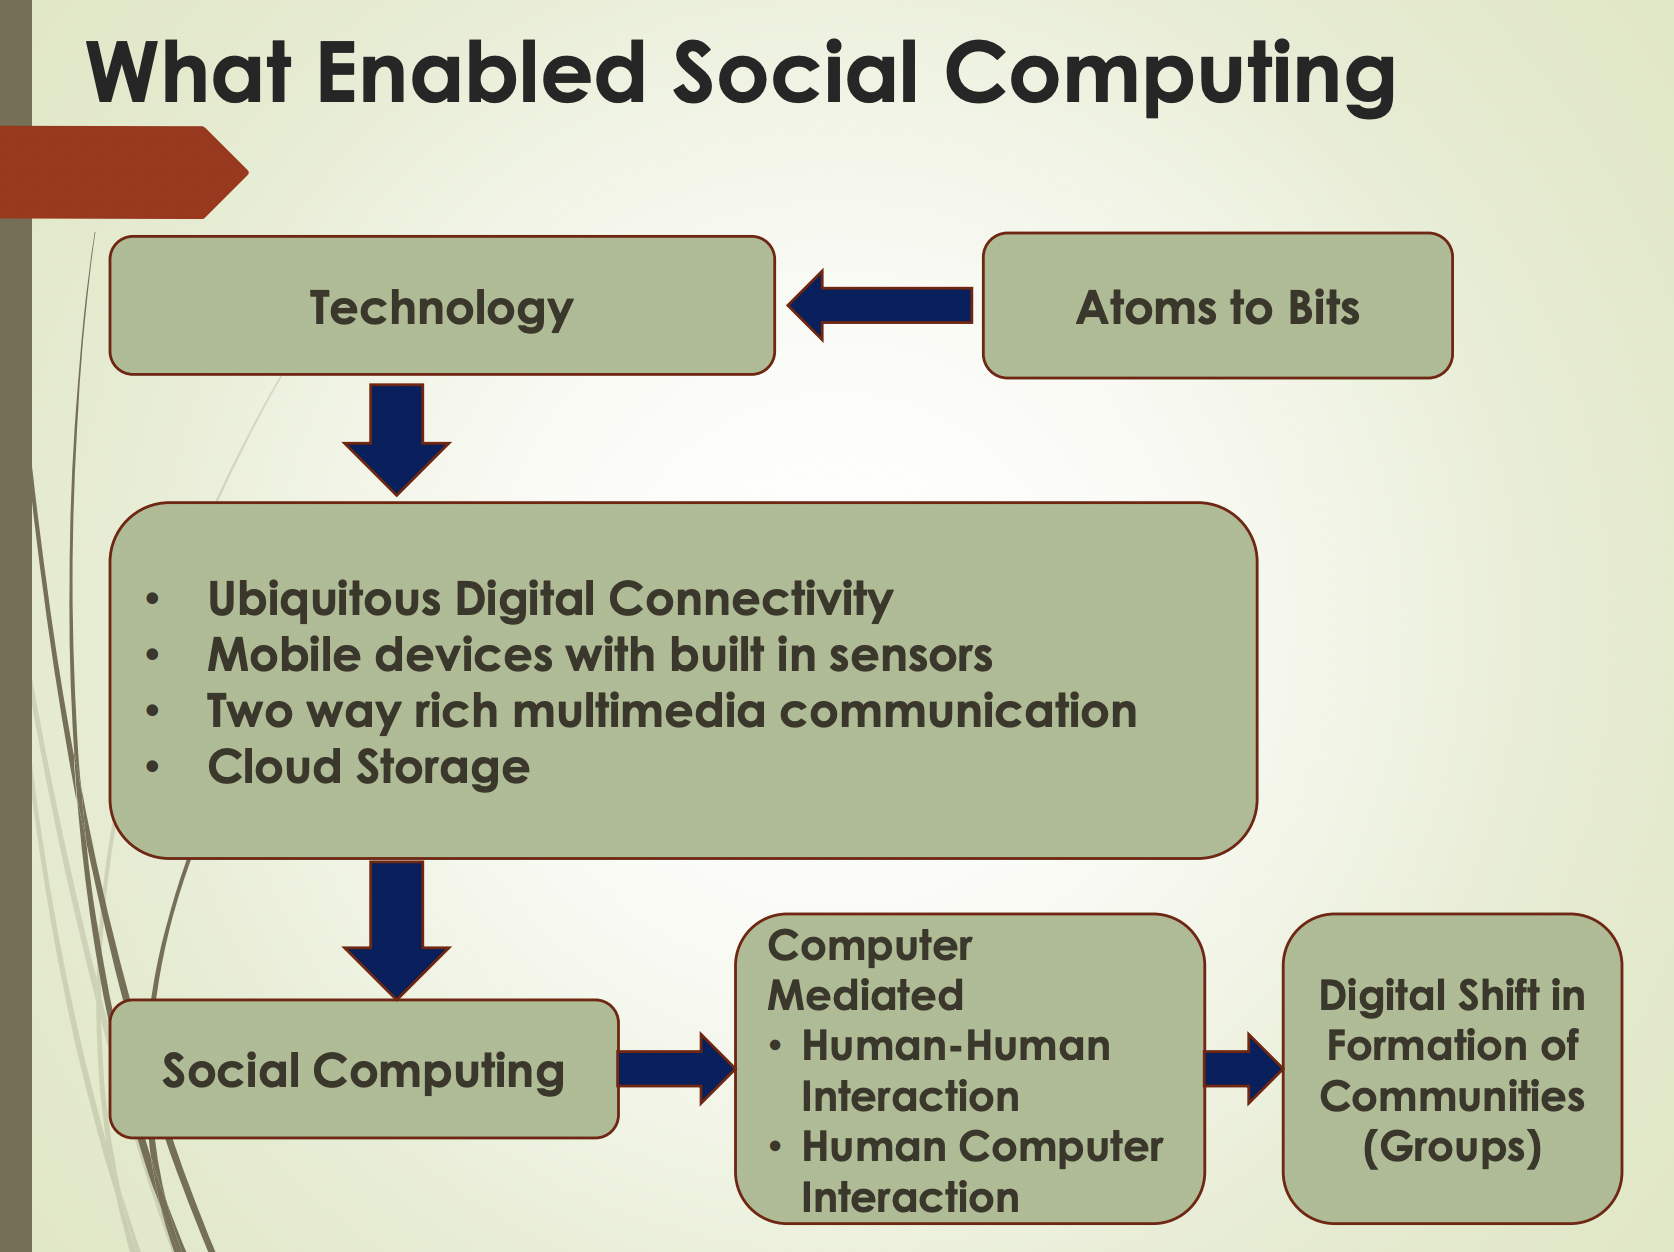 What Enabled Social Computing
Technology
Atoms to Bits
• Ubiquitous Digital Connectivity
• Mobile devices with built in sensors
• Two way rich multimedia communication
• Cloud Storage
Social Computing
Computer
Mediated
• Human-Human
Interaction
• Human Computer
Interaction
Digital Shift in
Formation of
Communities
(Groups)